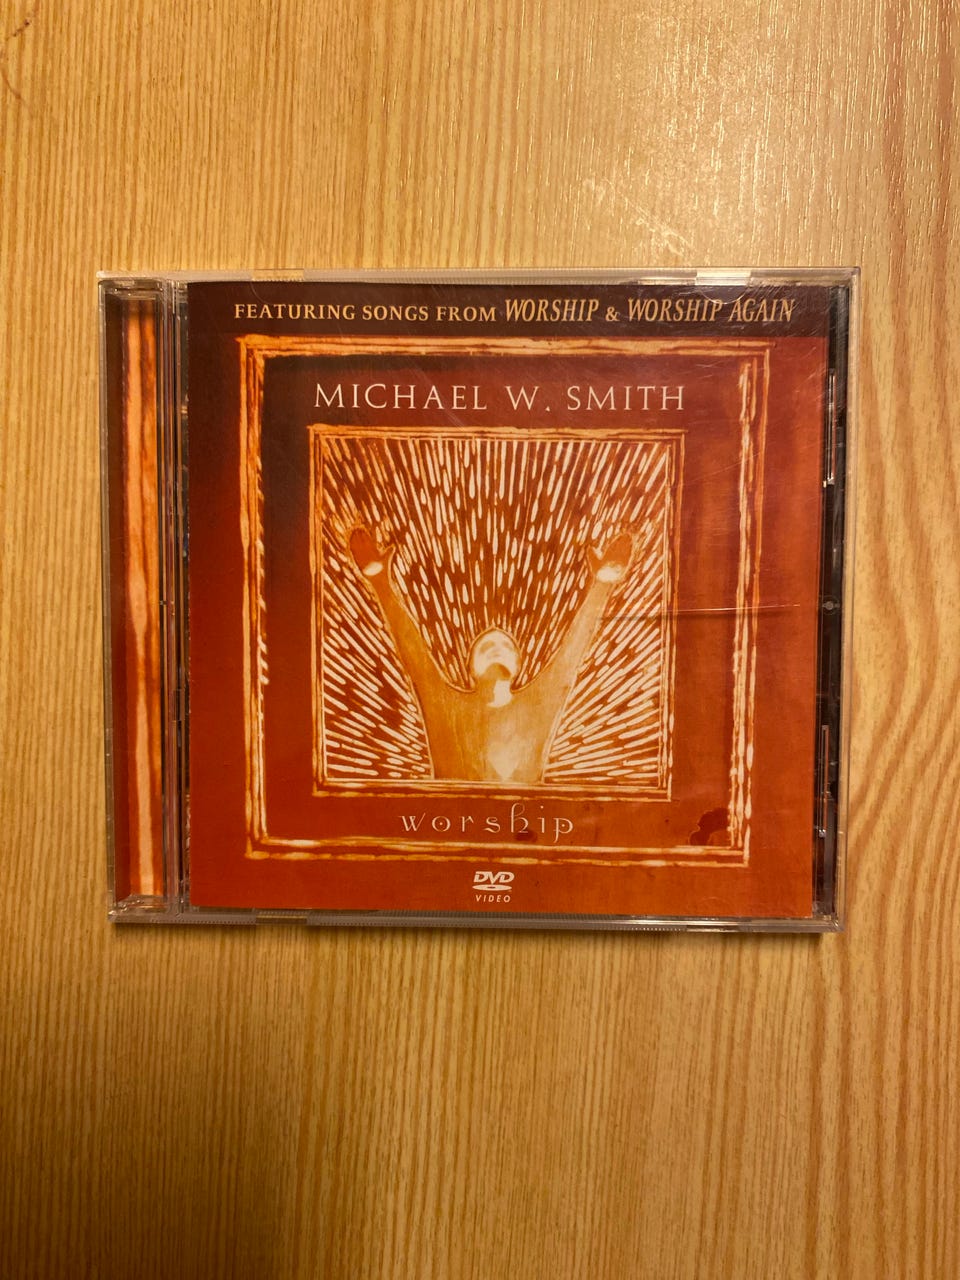 FEATURING SONGS FROM WORSHIP & WORSHIP AGAIN
MICHAEL W. SMITH
worship
DVD
VIDEO